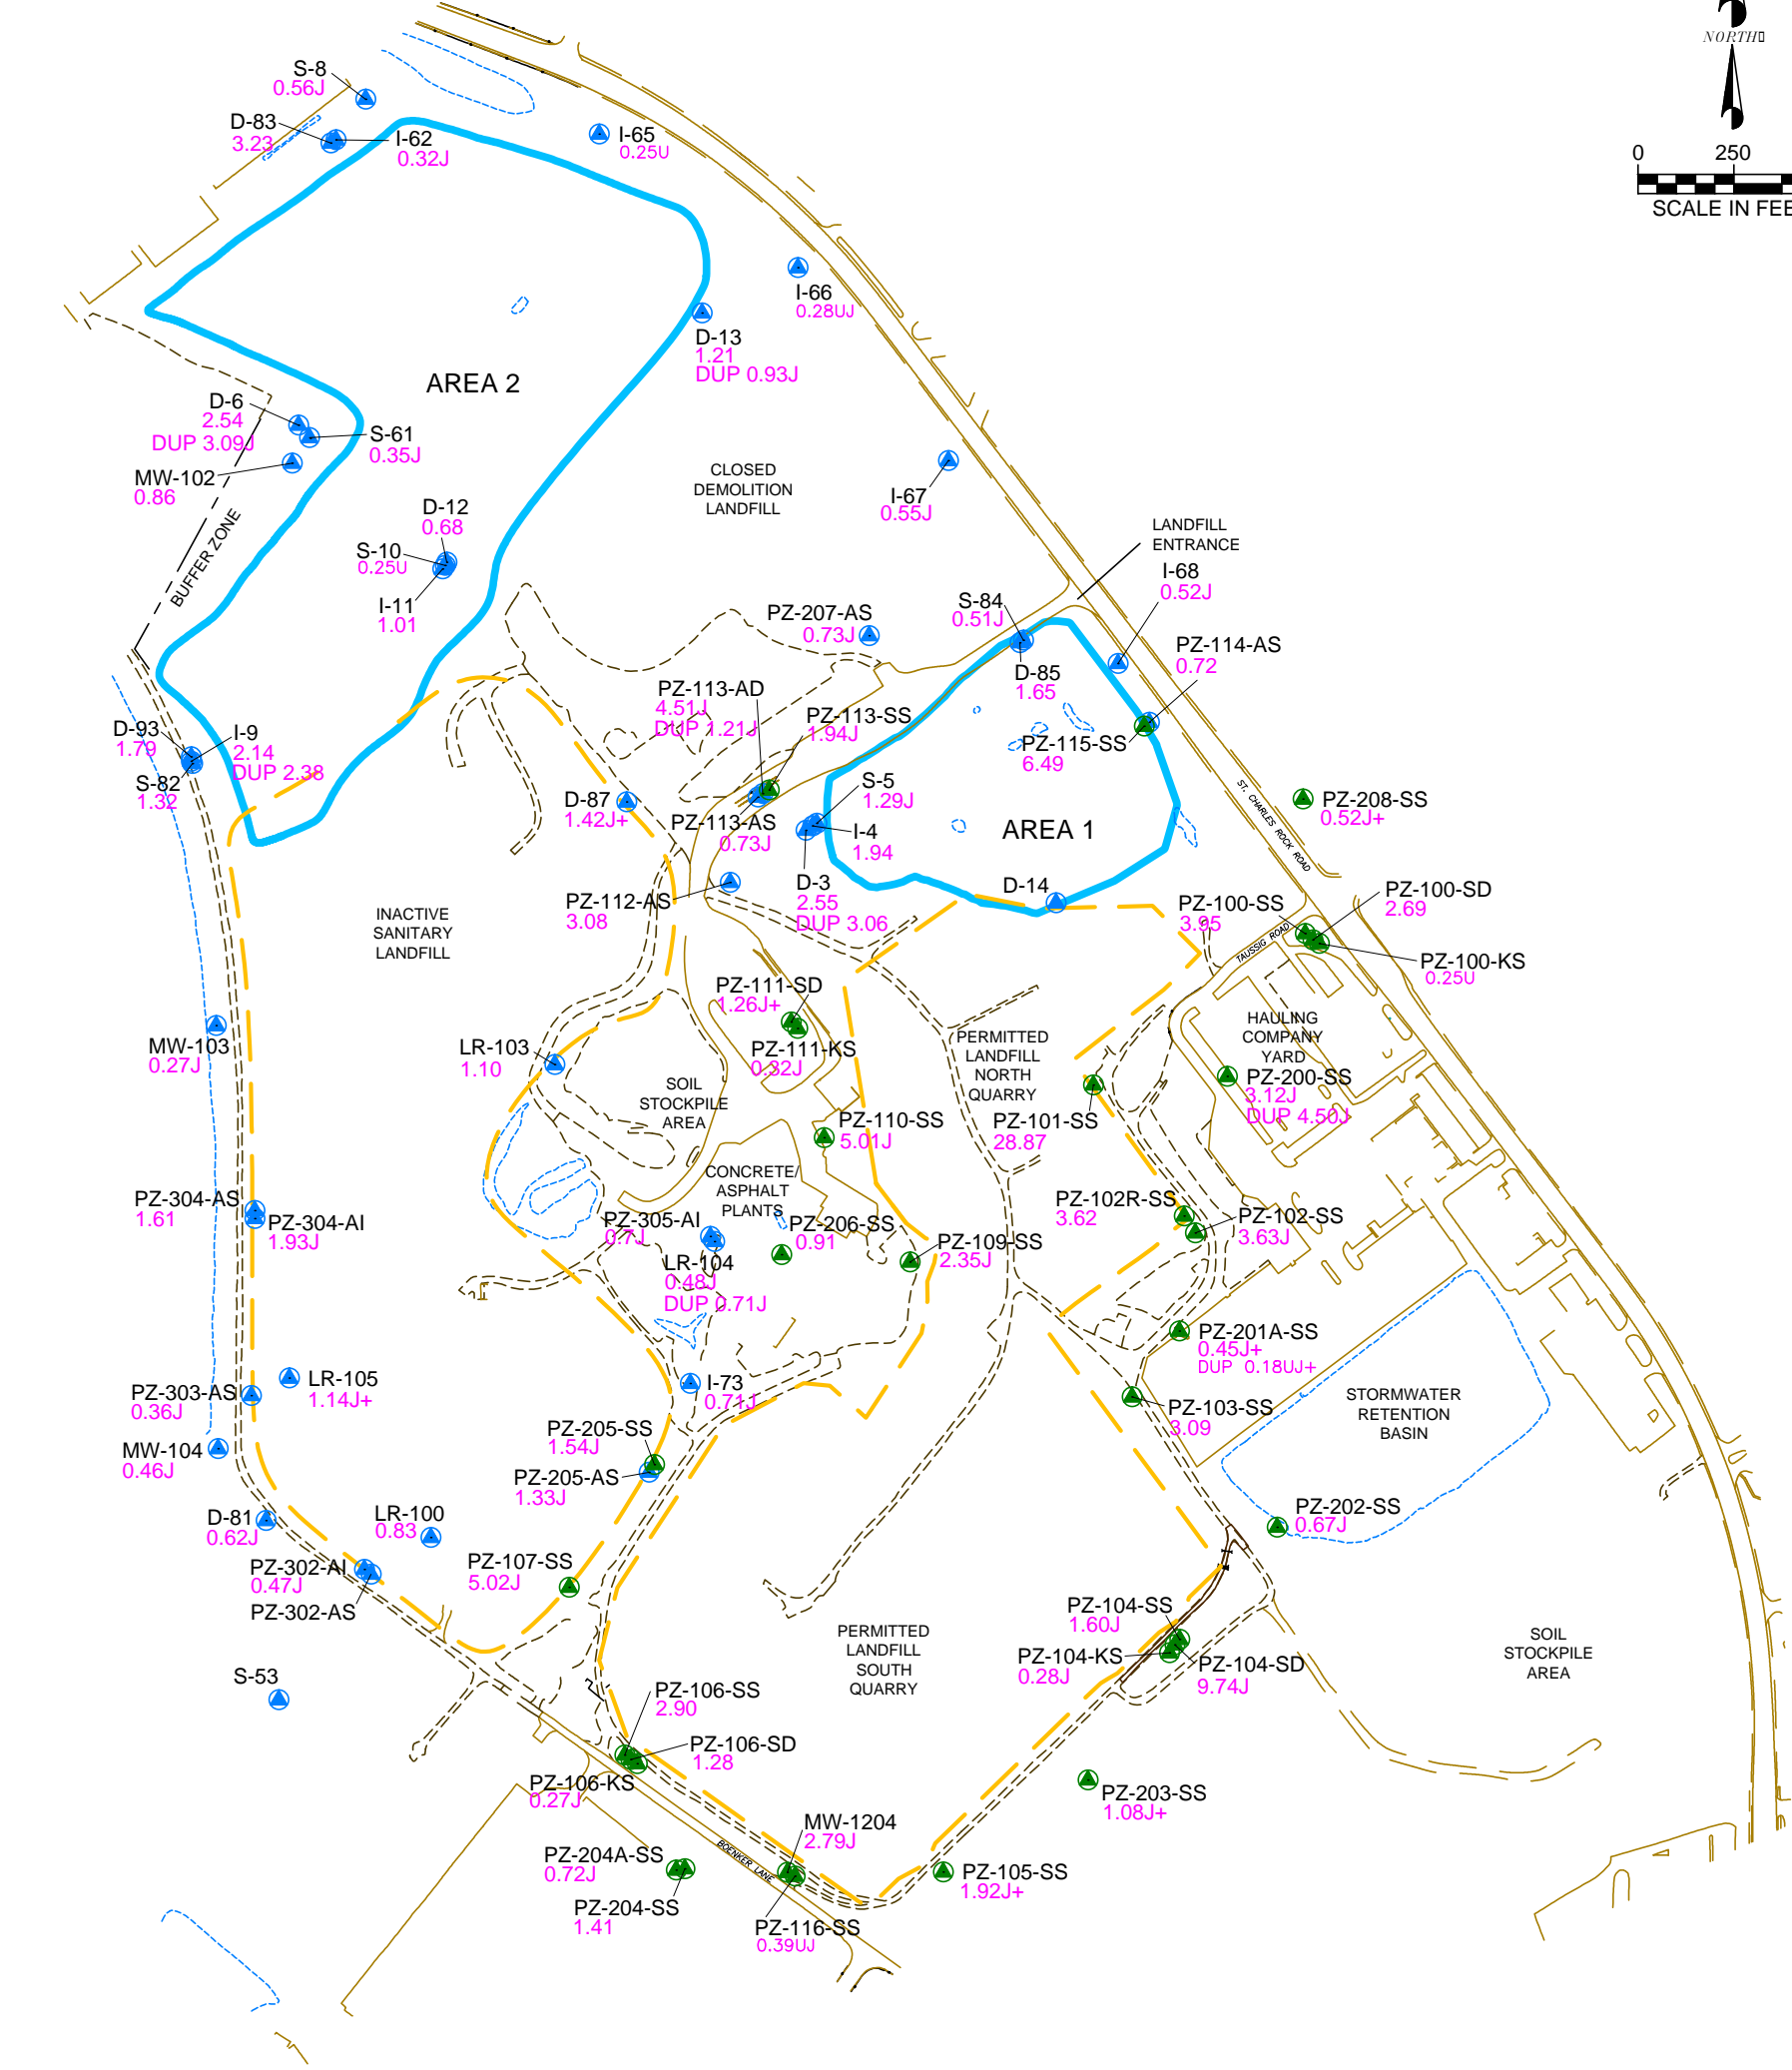 NORTH
0 250
SCALE IN FEE
S-8
0.56J
D-83
3.23
I-62
0.32J
I-65
0.25U
I-66
0.28UJ
D-13
1.21
DUP 0.93J
AREA 2
D-6
2.54
DUP 3.09J
S-61
0.35J
MW-102
0.86
BUFFER ZONE
D-12
0.68
S-10
0.25U
I-11
1.01
CLOSED
DEMOLITION
LANDFILL
I-67
0.55J
LANDFILL
ENTRANCE
I-68
0.52J
S-84
0.51J
PZ-207-AS
0.73J
D-85
1.65
PZ-114-AS
0.72
PZ-113-AD
4.51J
DUP 1.21J
PZ-113-SS
1.94J
PZ-115-SS
6.49
D-93
1.79
I-9
2.14
DUP 2.38
S-82
1.32
D-87
1.42J+
PZ-113-AS
0.73J
S-5
1.29J
I-4
1.94
AREA 1
ST. CHARLES ROCK ROAD
PZ-208-SS
0.52J+
D-3
2.55
DUP 3.06
D-14
PZ-112-AS
3.08
PZ-100-SS
3.95
PZ-100-SD
2.69
TAUSSIG ROAD
PZ-100-KS
0.25U
INACTIVE
SANITARY
LANDFILL
PZ-111-SD
1.26J+
PZ-111-KS
0.32J
MW-103
0.27J
LR-103
1.10
SOIL
STOCKPILE
AREA
PERMITTED
LANDFILL
NORTH
QUARRY
HAULING
COMPANY
YARD
PZ-200-SS
3.12J
DUP 4.50J
PZ-101-SS
28.87
PZ-110-SS
5.01J
CONCRETE/
ASPHALT
PLANTS
PZ-304-AS
1.61
PZ-304-AI
1.93J
PZ-305-AI
0.7J
LR-104
0.48J
DUP 0.71J
PZ-206-SS
0.91
PZ-109-SS
2.35J
PZ-102R-SS
3.62
PZ-102-SS
3.63J
PZ-201A-SS
0.45J+
DUP 0.18UJ+
PZ-103-SS
3.09
STORMWATER
RETENTION
BASIN
LR-105
1.14J+
PZ-303-AS
0.36J
I-73
0.71J
MW-104
0.46J
PZ-205-SS
1.54J
PZ-205-AS
1.33J
D-81
0.62J
LR-100
0.83
PZ-202-SS
0.67J
PZ-302-AI
0.47J
PZ-302-AS
PZ-107-SS
5.02J
PZ-104-SS
1.60J
PZ-104-KS
0.28J
PZ-104-SD
9.74J
PERMITTED
LANDFILL
SOUTH
QUARRY
SOIL
STOCKPILE
AREA
S-53
PZ-106-SS
2.90
PZ-106-SD
1.28
PZ-106-KS
0.27J
PZ-203-SS
1.08J+
MW-1204
2.79J
BOENKER LANE
PZ-204A-SS
0.72J
PZ-204-SS
1.41
PZ-105-SS
1.92J+
PZ-116-SS
0.39UJ